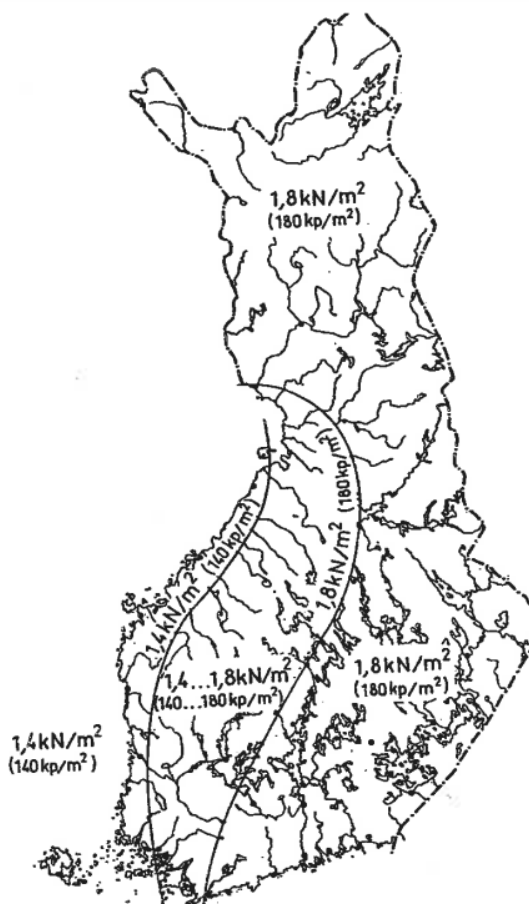 1,8kN/m²
(180kp/m²)
1,8kN/m² (180kp/m²)
1,4kN/m² (140kp/m²)
1,4...1,8kN/m²
(140...180kp/m²)
1,8kN/m²
(180kp/m²)
1,4kN/m²
(140kp/m²)